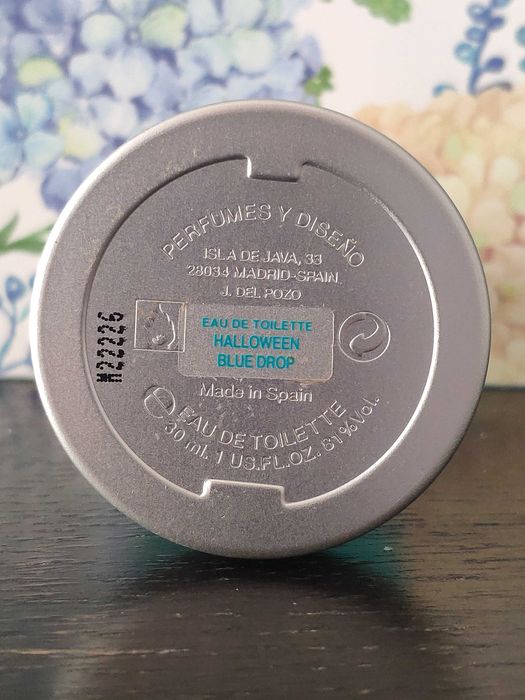 PERFUMES Y DISEÑO
ISLA DE JAVA, 33
28034 MADRID-SPAIN
J. DEL POZO
EAU DE TOILETTE
HALLOWEEN
BLUE DROP
Made in Spain
e EAU DE TOILETTE
30 ml. 1 US.FL.OZ. 81%Vol.
M22226